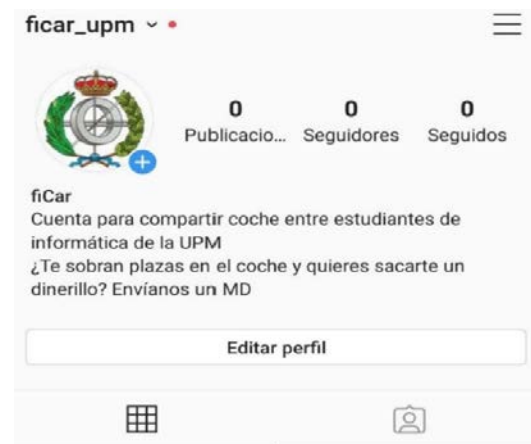 ficar_upm
0 0 0
Publicacio... Seguidores Seguidos
fiCar
Cuenta para compartir coche entre estudiantes de
informática de la UPM
¿Te sobran plazas en el coche y quieres sacarte un
dinerillo? Envíanos un MD
Editar perfil